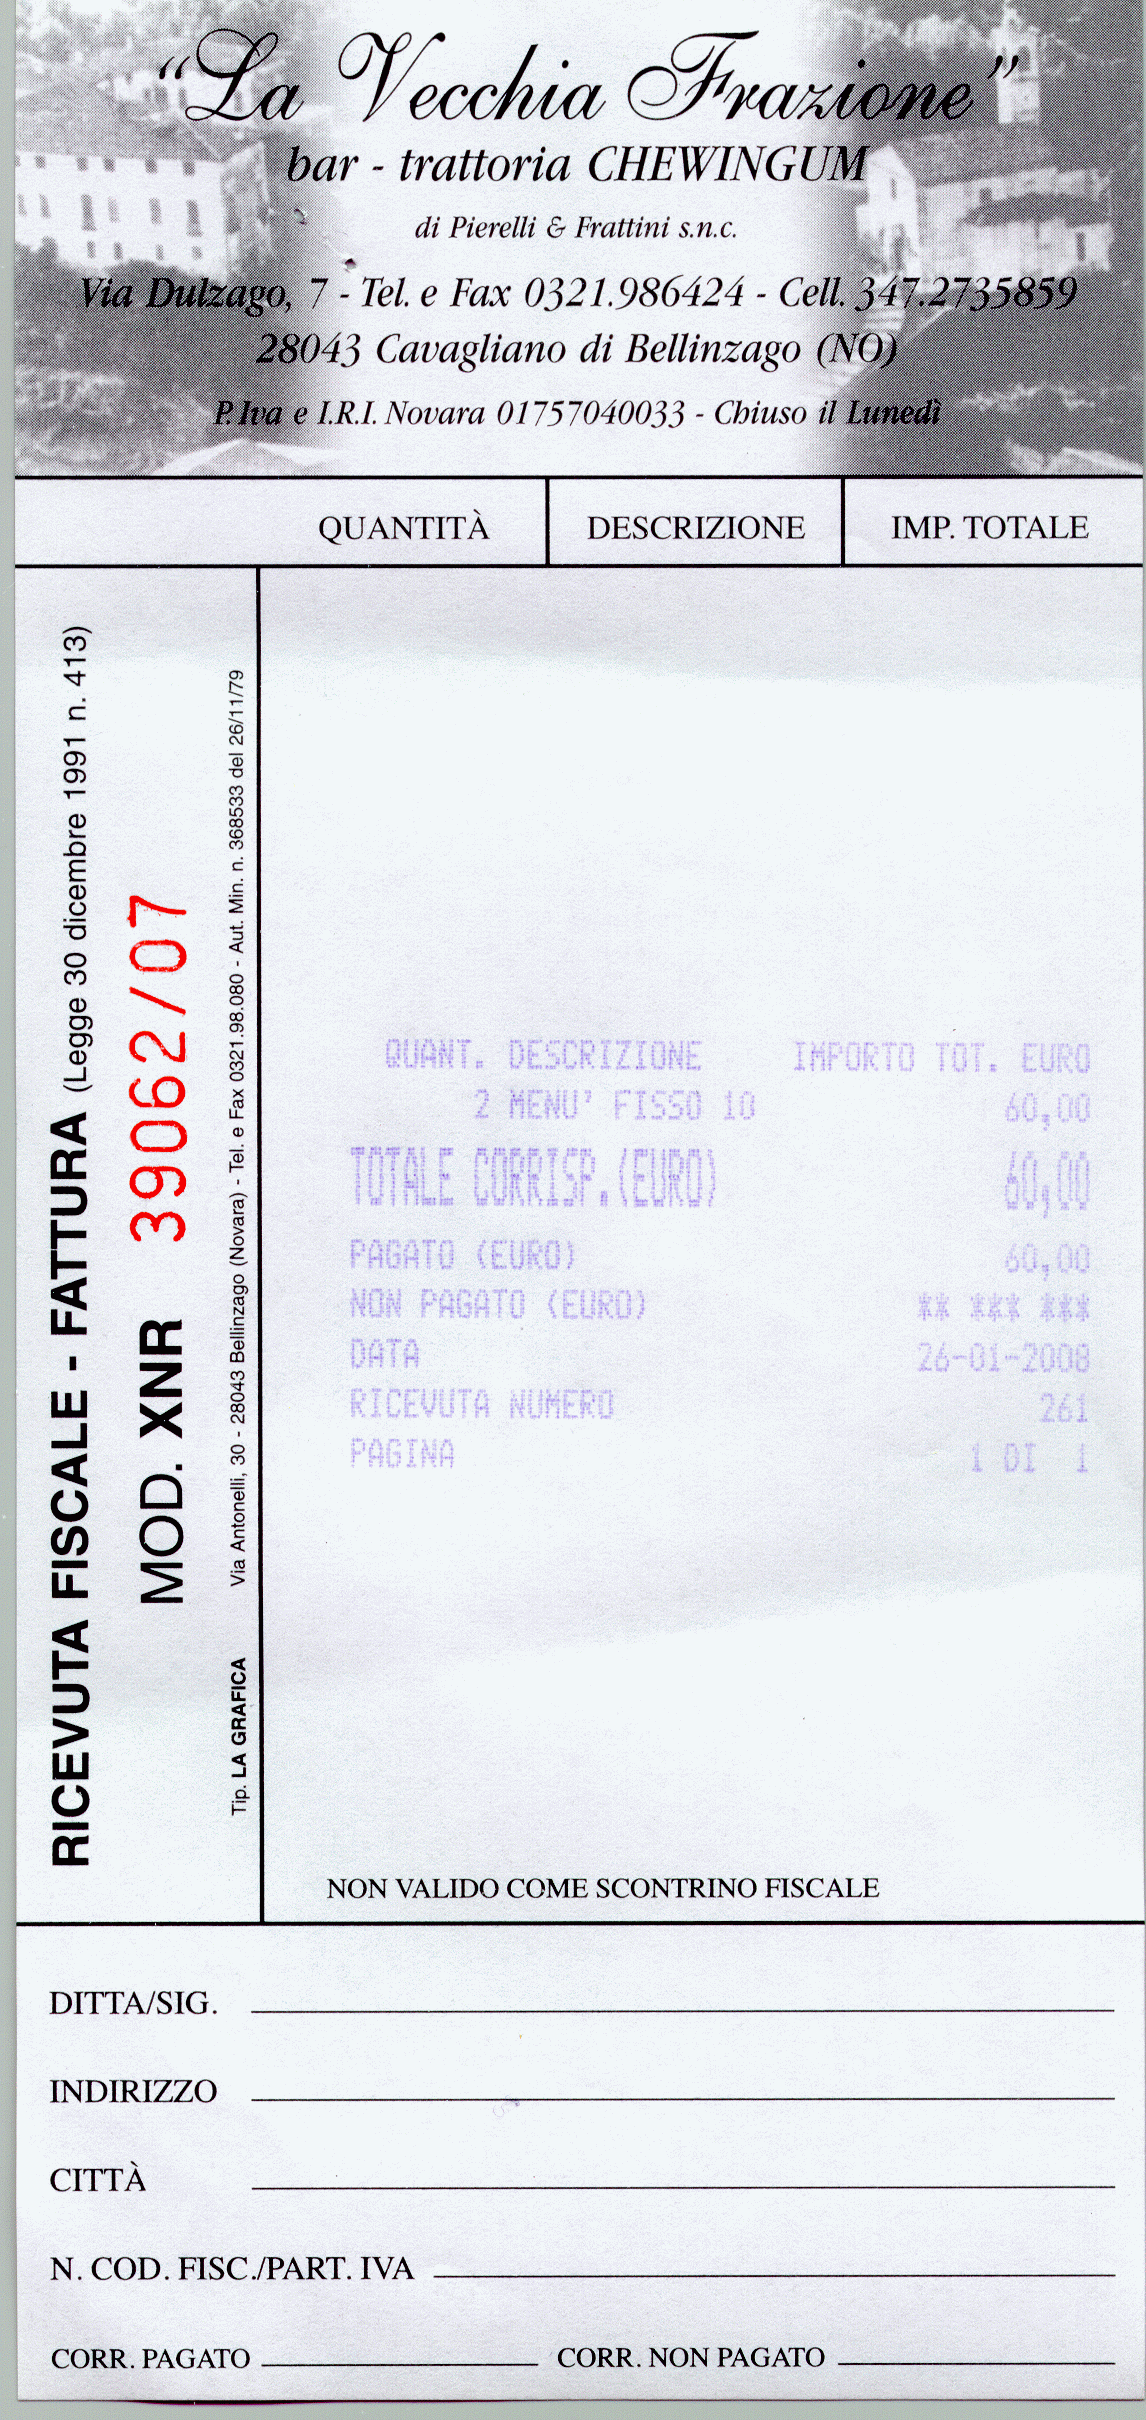 “La Vecchia Frazione”
bar - trattoria CHEWINGUM
di Pierelli & Frattini s.n.c.
Via Dulzago, 7 - Tel. e Fax 0321.986424 - Cell. 347.2735859
28043 Cavagliano di Bellinzago (NO)
P.Iva e I.R.I. Novara 01757040033 - Chiuso il Lunedì
QUANTITÀ DESCRIZIONE IMP. TOTALE
RICEVUTA FISCALE - FATTURA (Legge 30 dicembre 1991 n. 413)
MOD. XNR 39062/07
Tip. LA GRAFICA Via Antonelli, 30 - 28043 Bellinzago (Novara) - Tel. e Fax 0321.98.080 - Aut. Min. n. 368533 del 26/11/79
QUANT. DESCRIZIONE IMPORTO TOT. EURO
2 MENU' FISSO 10 60,00
TOTALE CORRISP.(EURO) 60,00
PAGATO (EURO) 60,00
NON PAGATO (EURO) ** *** ***
DATA 26-01-2008
RICEVUTA NUMERO 261
PAGINA 1 DI 1
NON VALIDO COME SCONTRINO FISCALE
DITTA/SIG.
INDIRIZZO
CITTÀ
N. COD. FISC./PART. IVA
CORR. PAGATO CORR. NON PAGATO